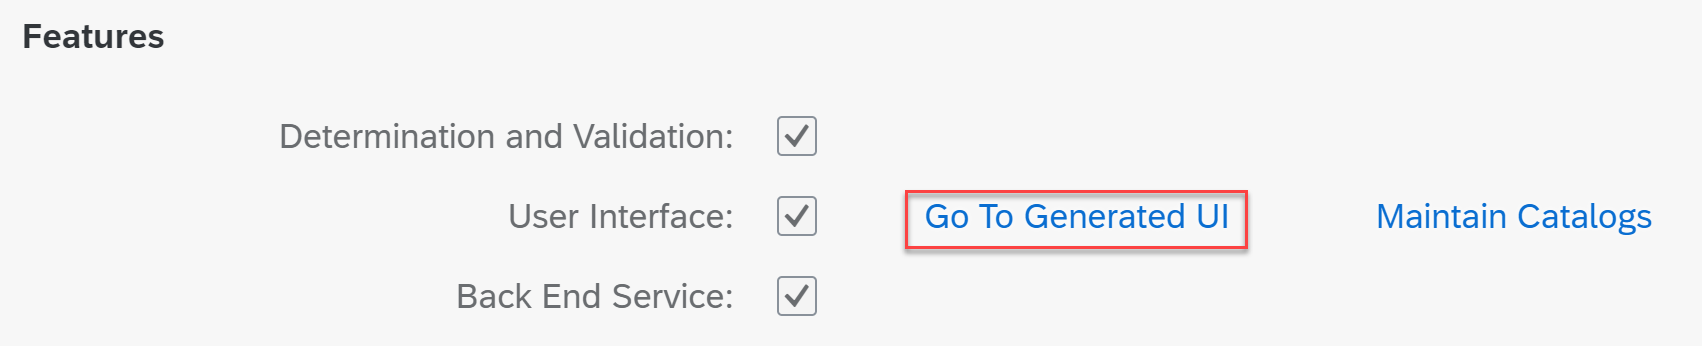 Features
Determination and Validation:
User Interface: Go To Generated UI Maintain Catalogs
Back End Service: